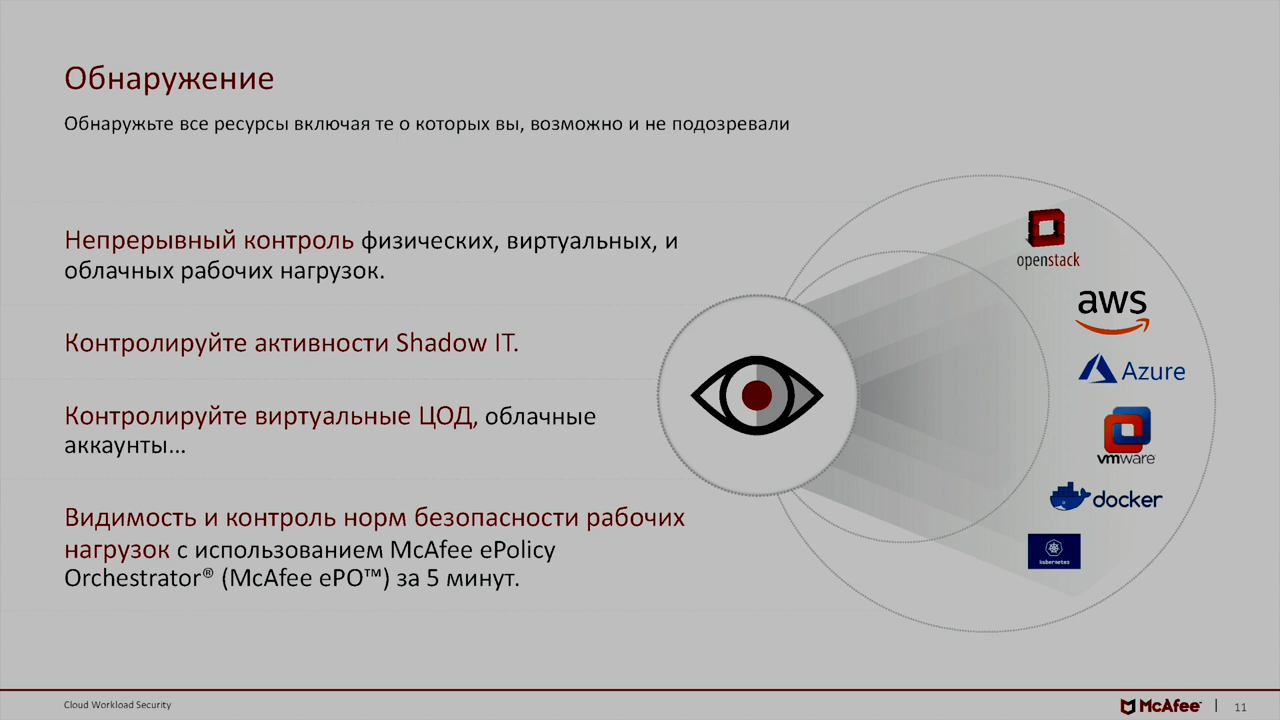 Обнаружение
Обнаружьте все ресурсы включая те о которых вы, возможно и не подозревали
Непрерывный контроль физических, виртуальных, и
облачных рабочих нагрузок.
Контролируйте активности Shadow IT.
Контролируйте виртуальные ЦОД, облачные
аккаунты...
Видимость и контроль норм безопасности рабочих
нагрузок с использованием McAfee ePolicy
Orchestrator® (McAfee ePO™) за 5 минут.
openstack
aws
Azure
vmware
docker
kubernetes
Cloud Workload Security
McAfee™ | 11